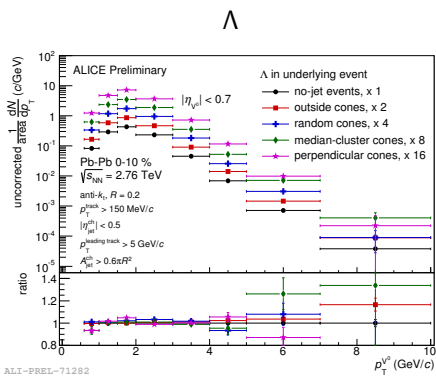 Λ
ALICE Preliminary
|η_V⁰| < 0.7
Pb-Pb 0-10 %
√s_NN = 2.76 TeV
anti-k_t, R = 0.2
p_T^track > 150 MeV/c
|η_jet^ch| < 0.5
p_T^leading track > 5 GeV/c
A_jet^ch > 0.6πR²
Λ in underlying event
no-jet events, x 1
outside cones, x 2
random cones, x 4
median-cluster cones, x 8
perpendicular cones, x 16
uncorrected 1/area dN/dp_T (c/GeV)
10²
10
1
10⁻¹
10⁻²
10⁻³
10⁻⁴
10⁻⁵
ratio
1.4
1.2
1.0
0.8
0 2 4 6 8 10
p_T^V⁰ (GeV/c)
ALI-PREL-71282